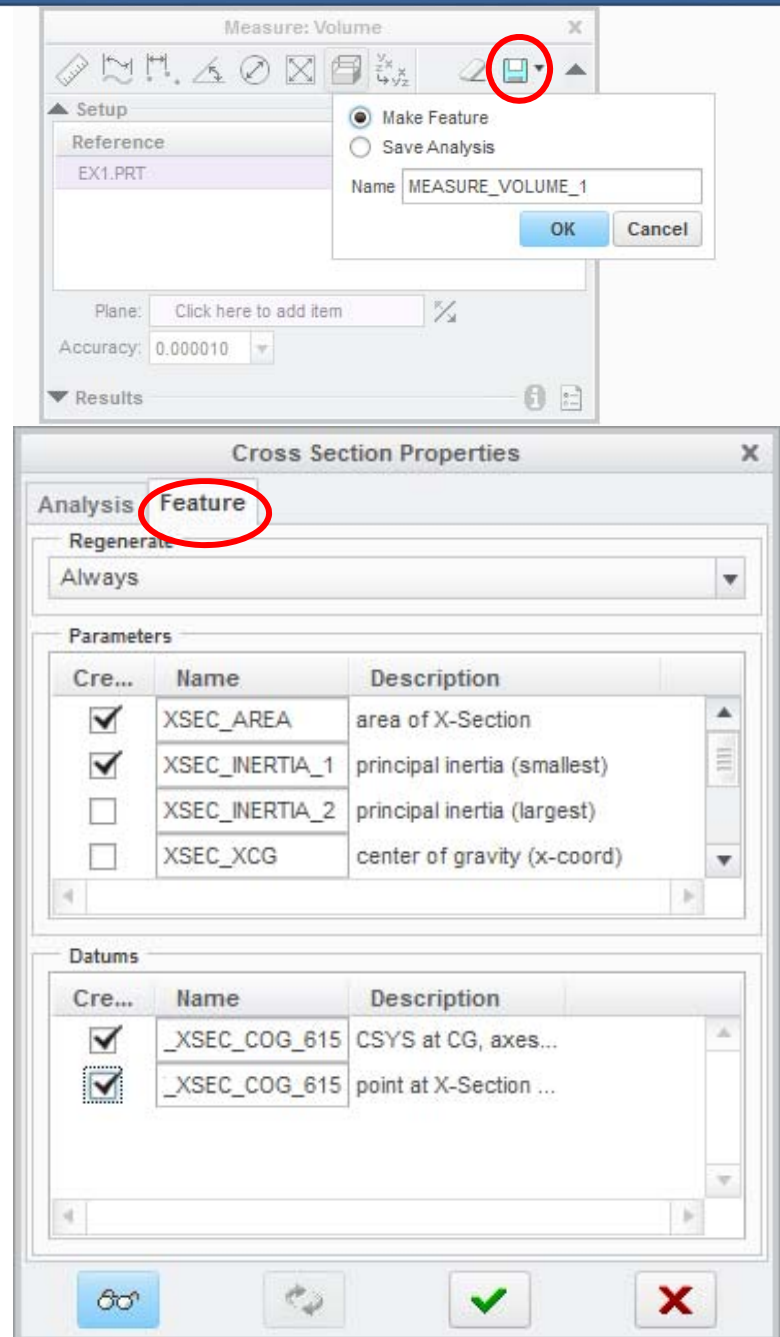 Measure: Volume
Setup
Make Feature
Reference
Save Analysis
EX1.PRT
Name MEASURE_VOLUME_1
OK Cancel
Plane: Click here to add item
Accuracy: 0.000010
Results
Cross Section Properties
Analysis Feature
Regenerate
Always
Parameters
Cre... Name Description
XSEC_AREA area of X-Section
XSEC_INERTIA_1 principal inertia (smallest)
XSEC_INERTIA_2 principal inertia (largest)
XSEC_XCG center of gravity (x-coord)
Datums
Cre... Name Description
_XSEC_COG_615 CSYS at CG, axes...
_XSEC_COG_615 point at X-Section ...